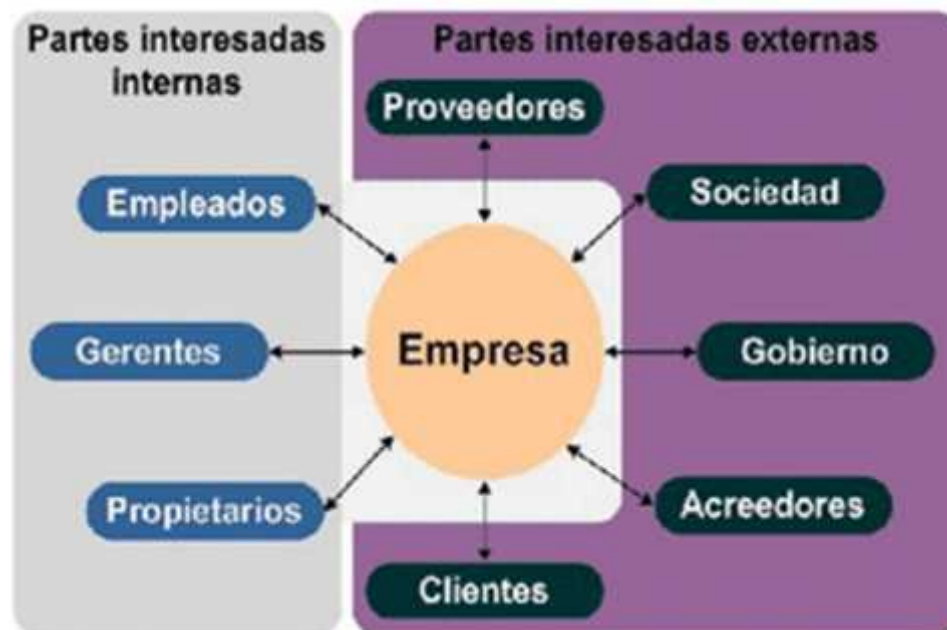 Partes interesadas
internas
Partes interesadas externas
Proveedores
Empleados
Sociedad
Gerentes
Empresa
Gobierno
Propietarios
Acreedores
Clientes